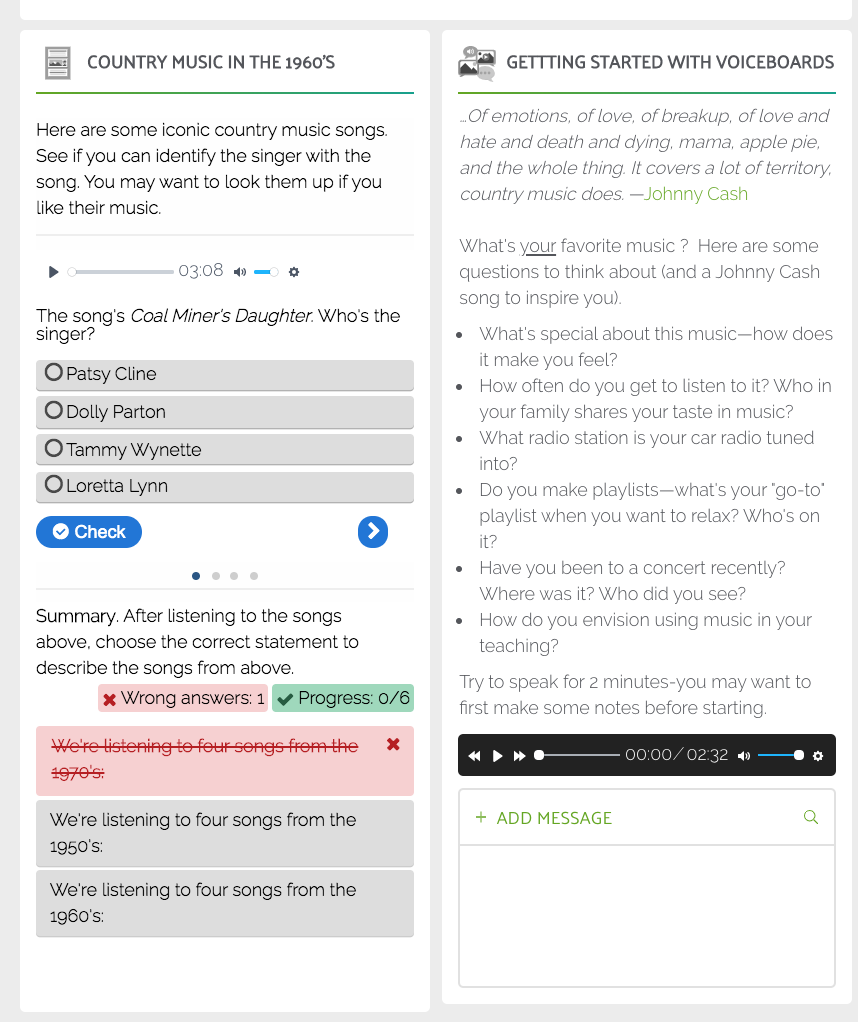 COUNTRY MUSIC IN THE 1960'S
Here are some iconic country music songs.
See if you can identify the singer with the
song. You may want to look them up if you
like their music.
03:08
The song's Coal Miner's Daughter. Who's the
singer?
Patsy Cline
Dolly Parton
Tammy Wynette
Loretta Lynn
Check
Summary. After listening to the songs
above, choose the correct statement to
describe the songs from above.
Wrong answers: 1 Progress: 0/6
We're listening to four songs from the
1970's:
We're listening to four songs from the
1950's:
We're listening to four songs from the
1960's:
GETTTING STARTED WITH VOICEBOARDS
…Of emotions, of love, of breakup, of love and
hate and death and dying, mama, apple pie,
and the whole thing. It covers a lot of territory,
country music does. —Johnny Cash
What's your favorite music ? Here are some
questions to think about (and a Johnny Cash
song to inspire you).
What's special about this music—how does
it make you feel?
How often do you get to listen to it? Who in
your family shares your taste in music?
What radio station is your car radio tuned
into?
Do you make playlists—what's your "go-to"
playlist when you want to relax? Who's on
it?
Have you been to a concert recently?
Where was it? Who did you see?
How do you envision using music in your
teaching?
Try to speak for 2 minutes-you may want to
first make some notes before starting.
00:00/02:32
+ ADD MESSAGE